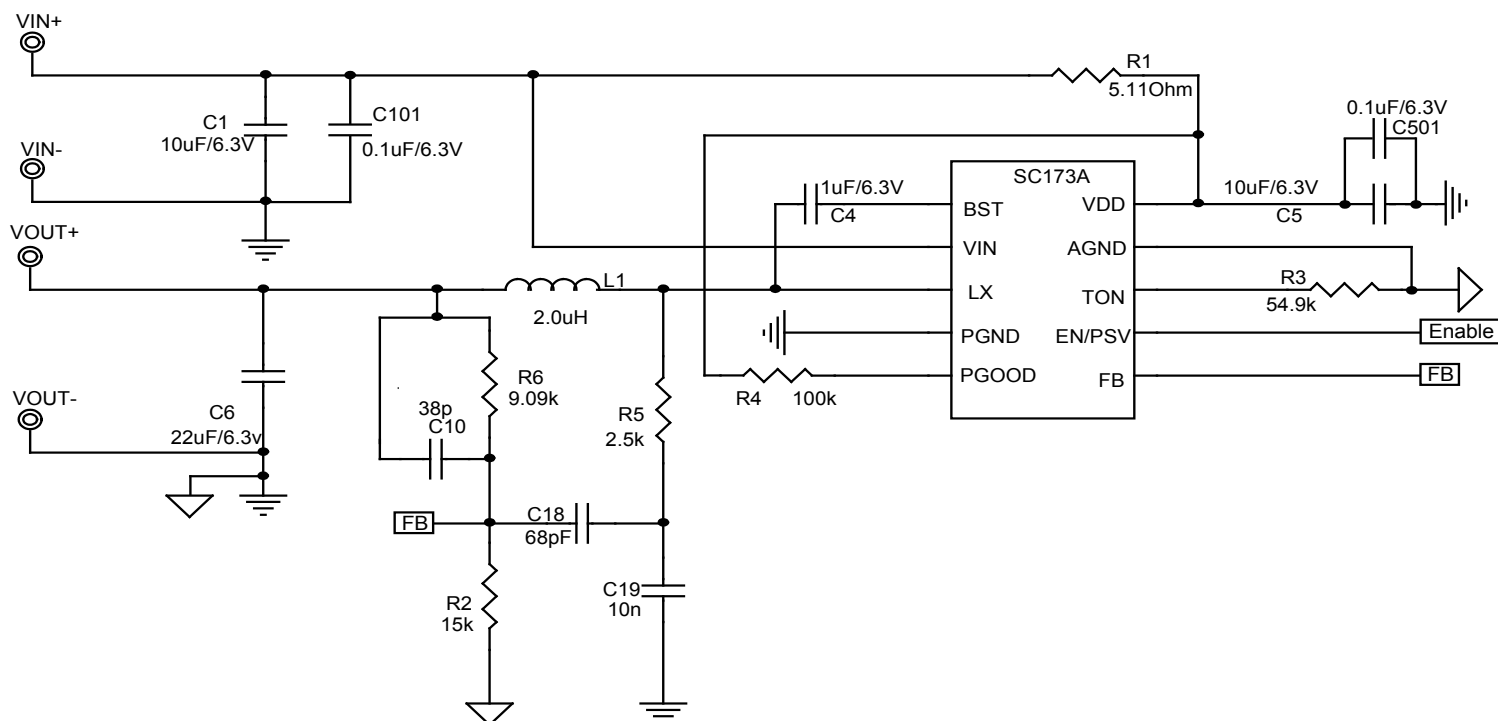 VIN+
R1
5.11Ohm
C1
10uF/6.3V
C101
0.1uF/6.3V
0.1uF/6.3V
C501
VIN-
SC173A
1uF/6.3V
C4
BST
VDD
10uF/6.3V
C5
VOUT+
VIN
AGND
L1
2.0uH
LX
TON
R3
54.9k
PGND
EN/PSV
Enable
R6
9.09k
R4
100k
PGOOD
FB
FB
VOUT-
C6
22uF/6.3v
38p
C10
R5
2.5k
FB
C18
68pF
R2
15k
C19
10n